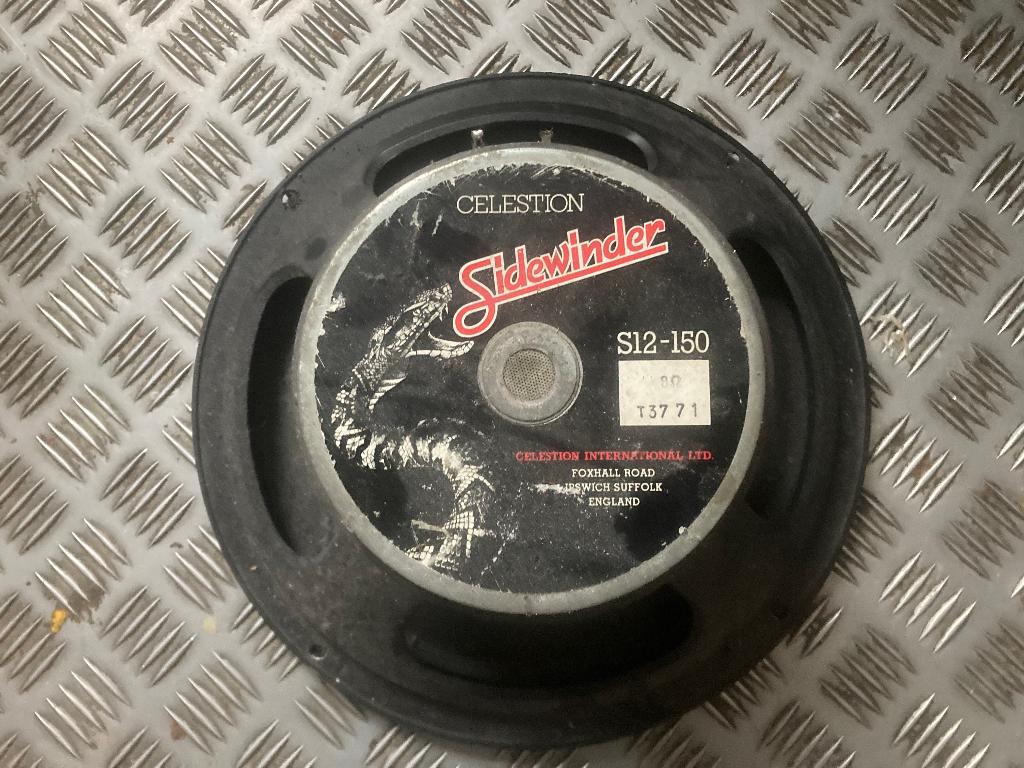 CELESTION
Sidewinder
S12-150
8Ω
T3771
CELESTION INTERNATIONAL LTD.
FOXHALL ROAD
IPSWICH SUFFOLK
ENGLAND